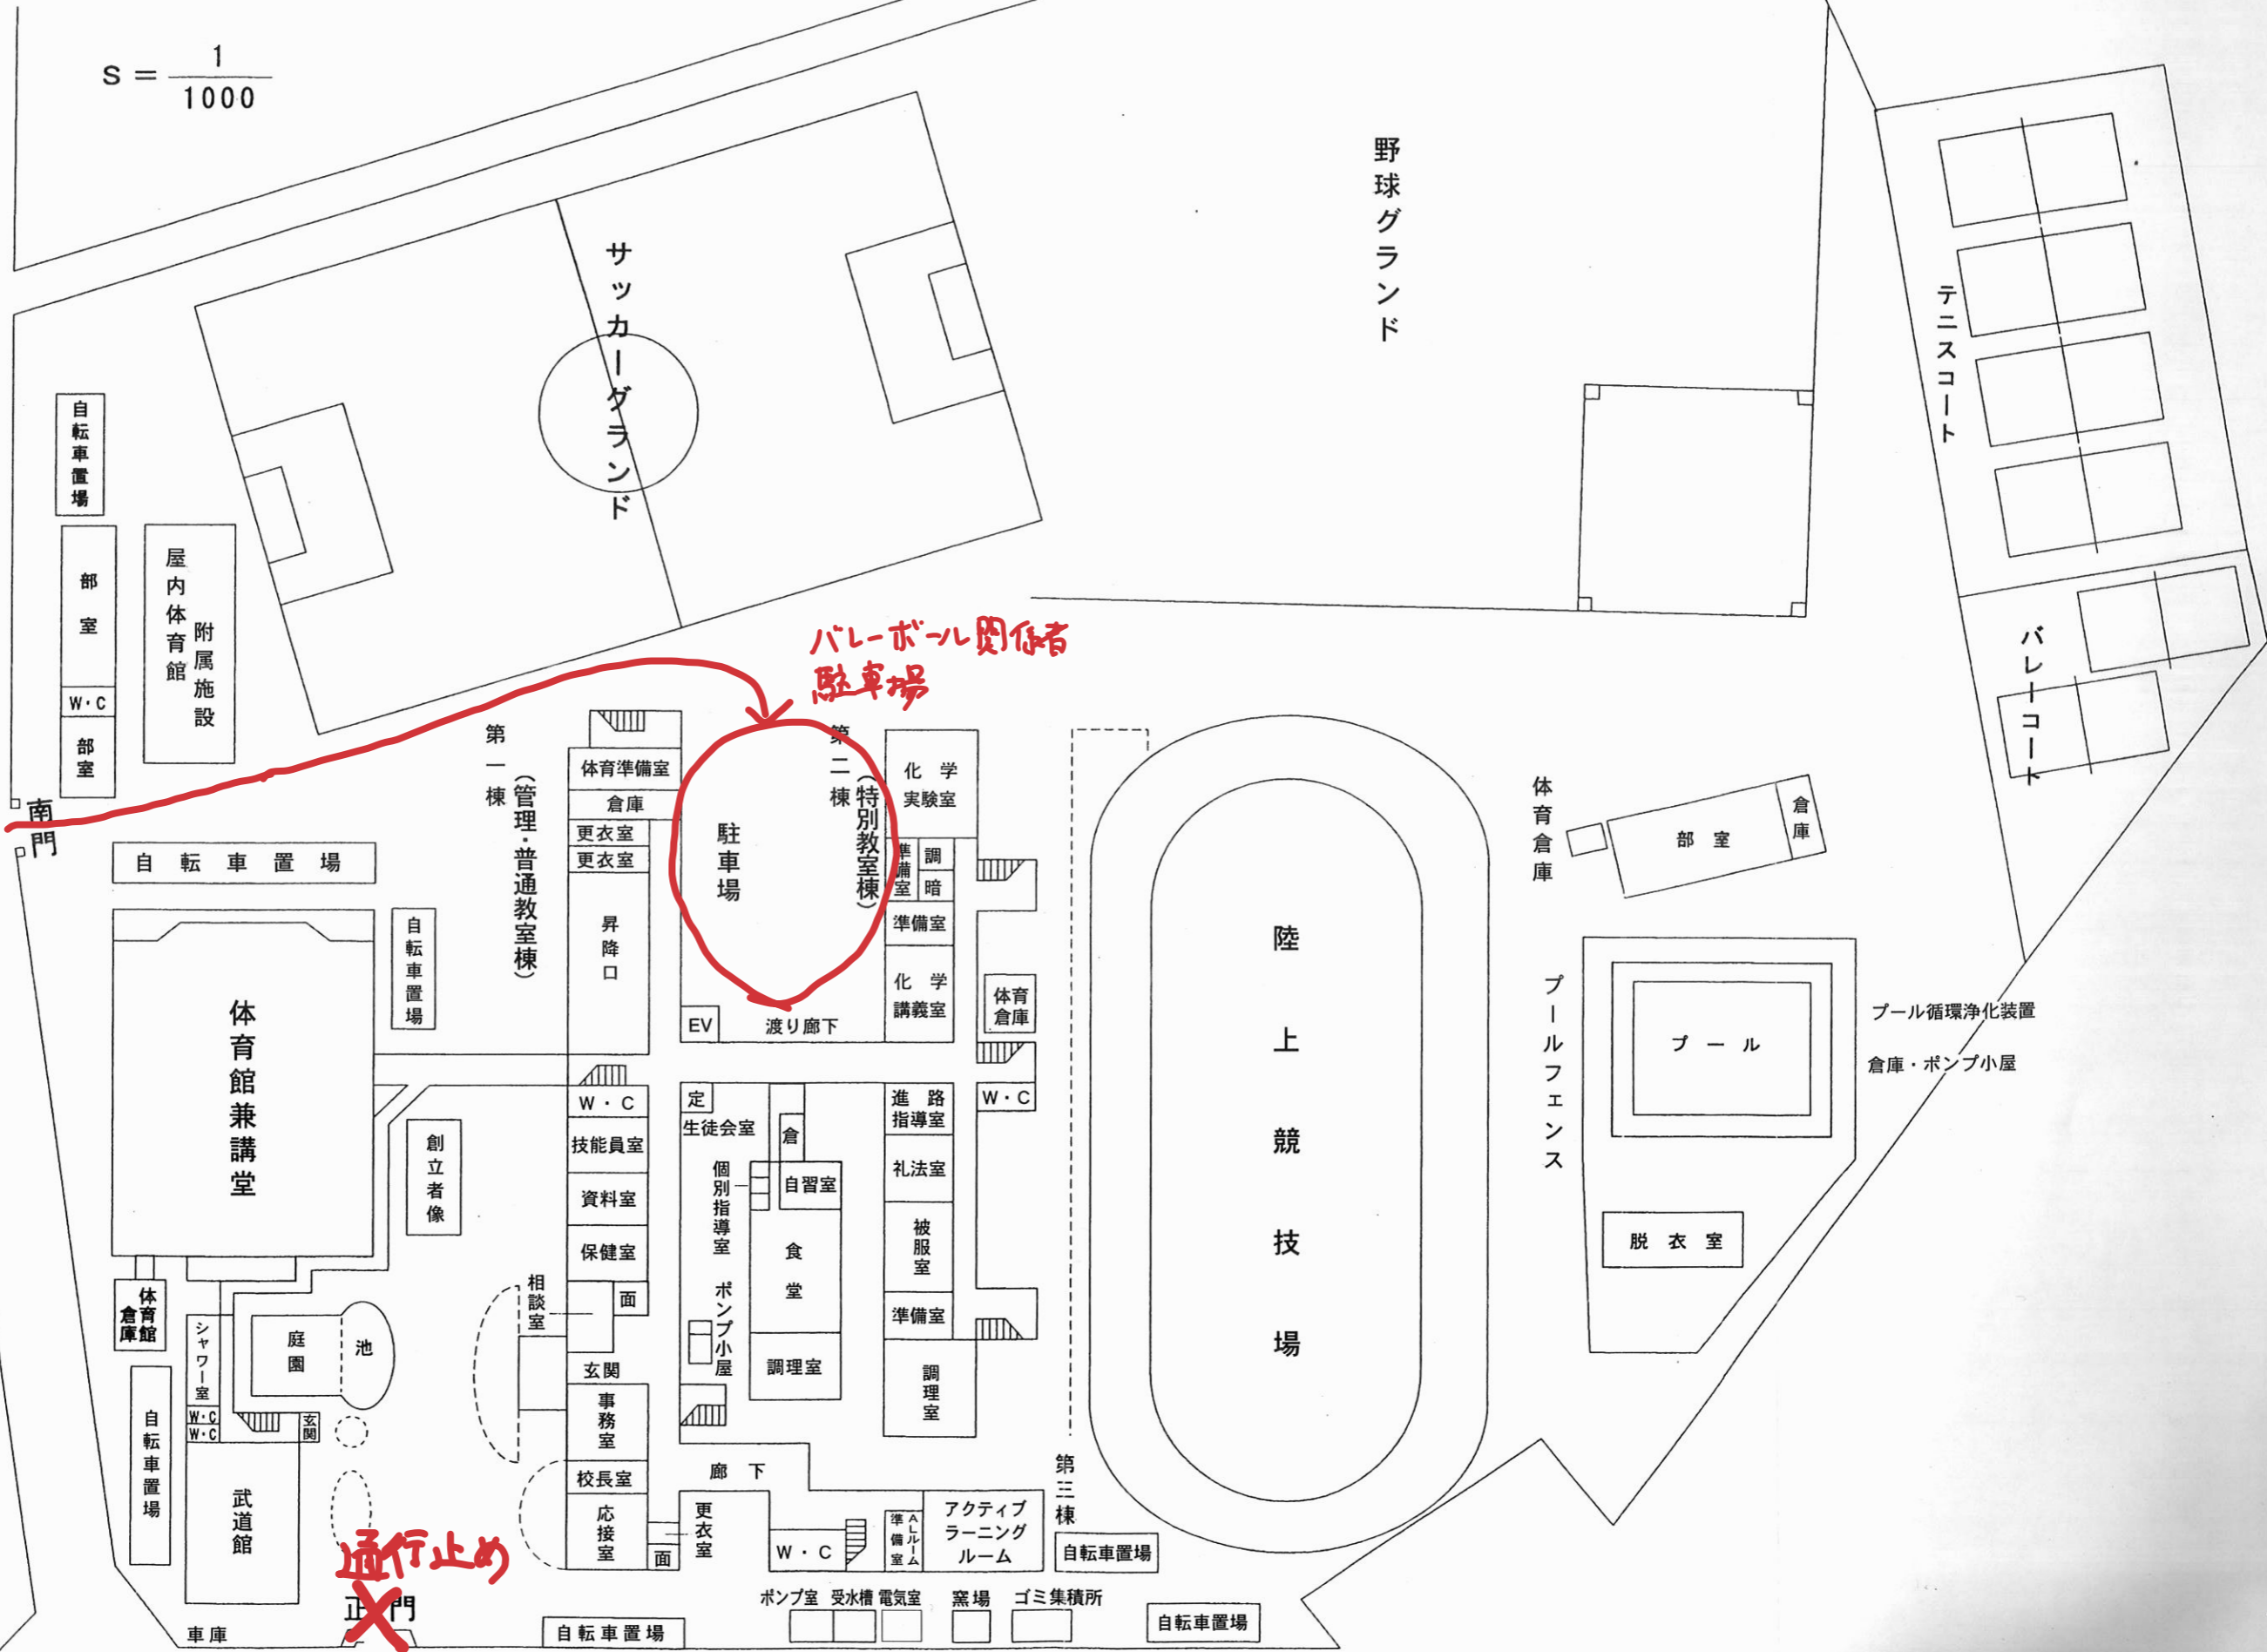 S = 1/1000
野球グランド
サッカーグランド
テニスコート
バレーコート
自転車置場
部室
W・C
部室
屋内体育館
附属施設
バレーボール関係者
駐車場
南門
自転車置場
体育館兼講堂
自転車置場
第一棟
(管理・普通教室棟)
体育準備室
倉庫
更衣室
更衣室
昇降口
駐車場
第二棟
(特別教室棟)
化学
実験室
準備室
調
暗
準備室
化学
講義室
体育
倉庫
EV
渡り廊下
陸上競技場
体育倉庫
部室
倉庫
プールフェンス
プール
プール循環浄化装置
倉庫・ポンプ小屋
脱衣室
創立者像
W・C
技能員室
資料室
保健室
相談室
面
玄関
事務室
校長室
応接室
面
定
生徒会室
倉
個別指導室
自習室
食堂
ポンプ小屋
調理室
進路
指導室
礼法室
被服室
準備室
調理室
W・C
廊下
更衣室
W・C
ALルーム
準備室
アクティブ
ラーニング
ルーム
第三棟
自転車置場
体育館
倉庫
シャワー室
W・C
W・C
庭園
池
玄関
自転車置場
武道館
通行止め
正門
車庫
自転車置場
ポンプ室
受水槽
電気室
窯場
ゴミ集積所
自転車置場